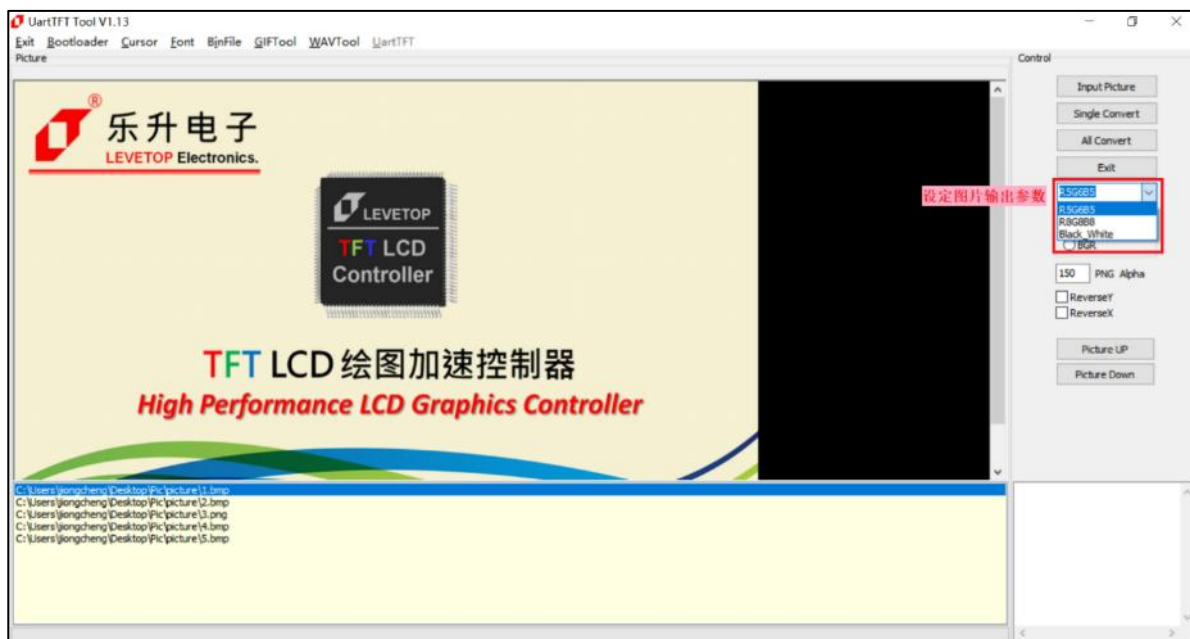 UartTFT Tool V1.13
Exit Bootloader Cursor Font BinFile GIFTool WAVTool UartTFT
Picture
Control
®
乐升电子
LEVETOP Electronics.
LEVETOP
TFT LCD
Controller
TFT LCD 绘图加速控制器
High Performance LCD Graphics Controller
Input Picture
Single Convert
All Convert
Exit
设定图片输出参数
R5G6B5
R5G6B5
R8G8B8
Black_White
BGR
150 PNG Alpha
ReverseY
ReverseX
Picture UP
Picture Down
C:\Users\jiongcheng\Desktop\Pic\picture\1.bmp
C:\Users\jiongcheng\Desktop\Pic\picture\2.bmp
C:\Users\jiongcheng\Desktop\Pic\picture\3.png
C:\Users\jiongcheng\Desktop\Pic\picture\4.bmp
C:\Users\jiongcheng\Desktop\Pic\picture\5.bmp